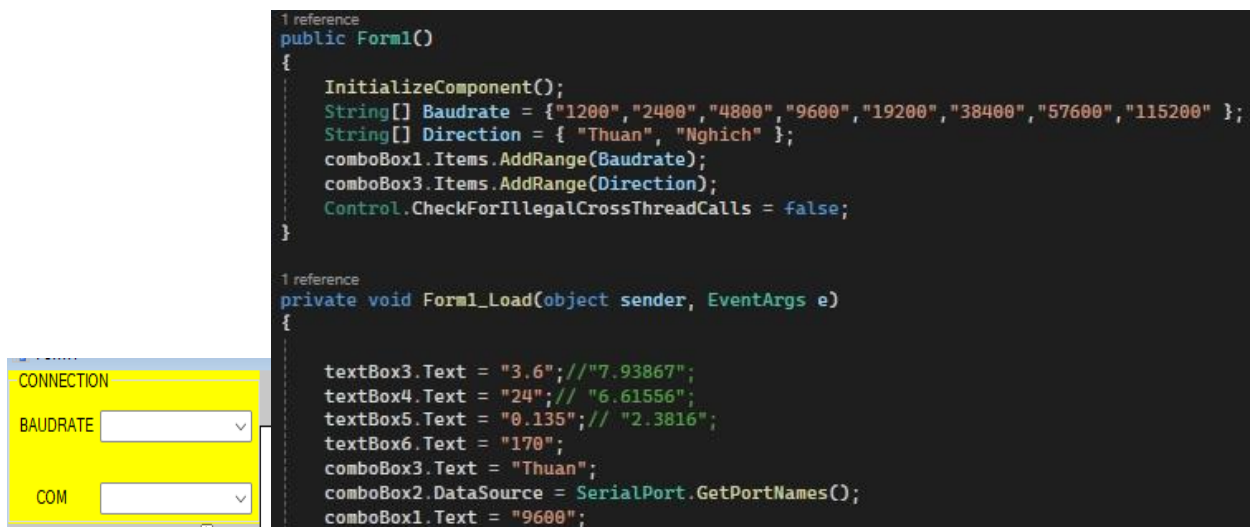 1 reference
public Form1()
{
InitializeComponent();
String[] Baudrate = {"1200","2400","4800","9600","19200","38400","57600","115200" };
String[] Direction = { "Thuan", "Nghich" };
comboBox1.Items.AddRange(Baudrate);
comboBox3.Items.AddRange(Direction);
Control.CheckForIllegalCrossThreadCalls = false;
}
1 reference
private void Form1_Load(object sender, EventArgs e)
{
textBox3.Text = "3.6";//"7.93867";
textBox4.Text = "24";// "6.61556";
textBox5.Text = "0.135";// "2.3816";
textBox6.Text = "170";
comboBox3.Text = "Thuan";
comboBox2.DataSource = SerialPort.GetPortNames();
comboBox1.Text = "9600";
CONNECTION
BAUDRATE
COM